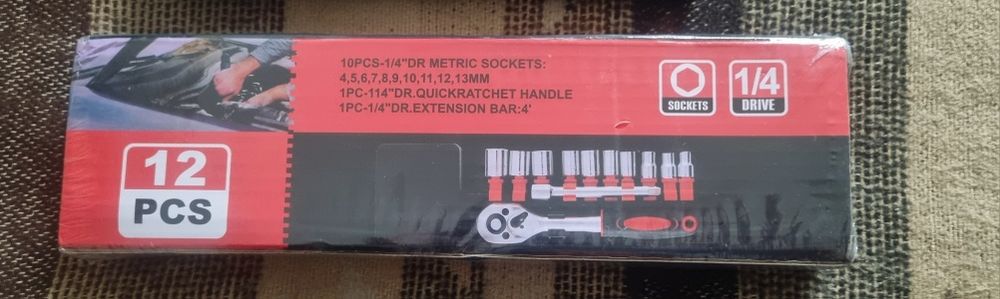 10PCS-1/4"DR METRIC SOCKETS:
4,5,6,7,8,9,10,11,12,13MM
1PC-114"DR.QUICKRATCHET HANDLE
1PC-1/4"DR.EXTENSION BAR:4'
SOCKETS
1/4
DRIVE
12
PCS